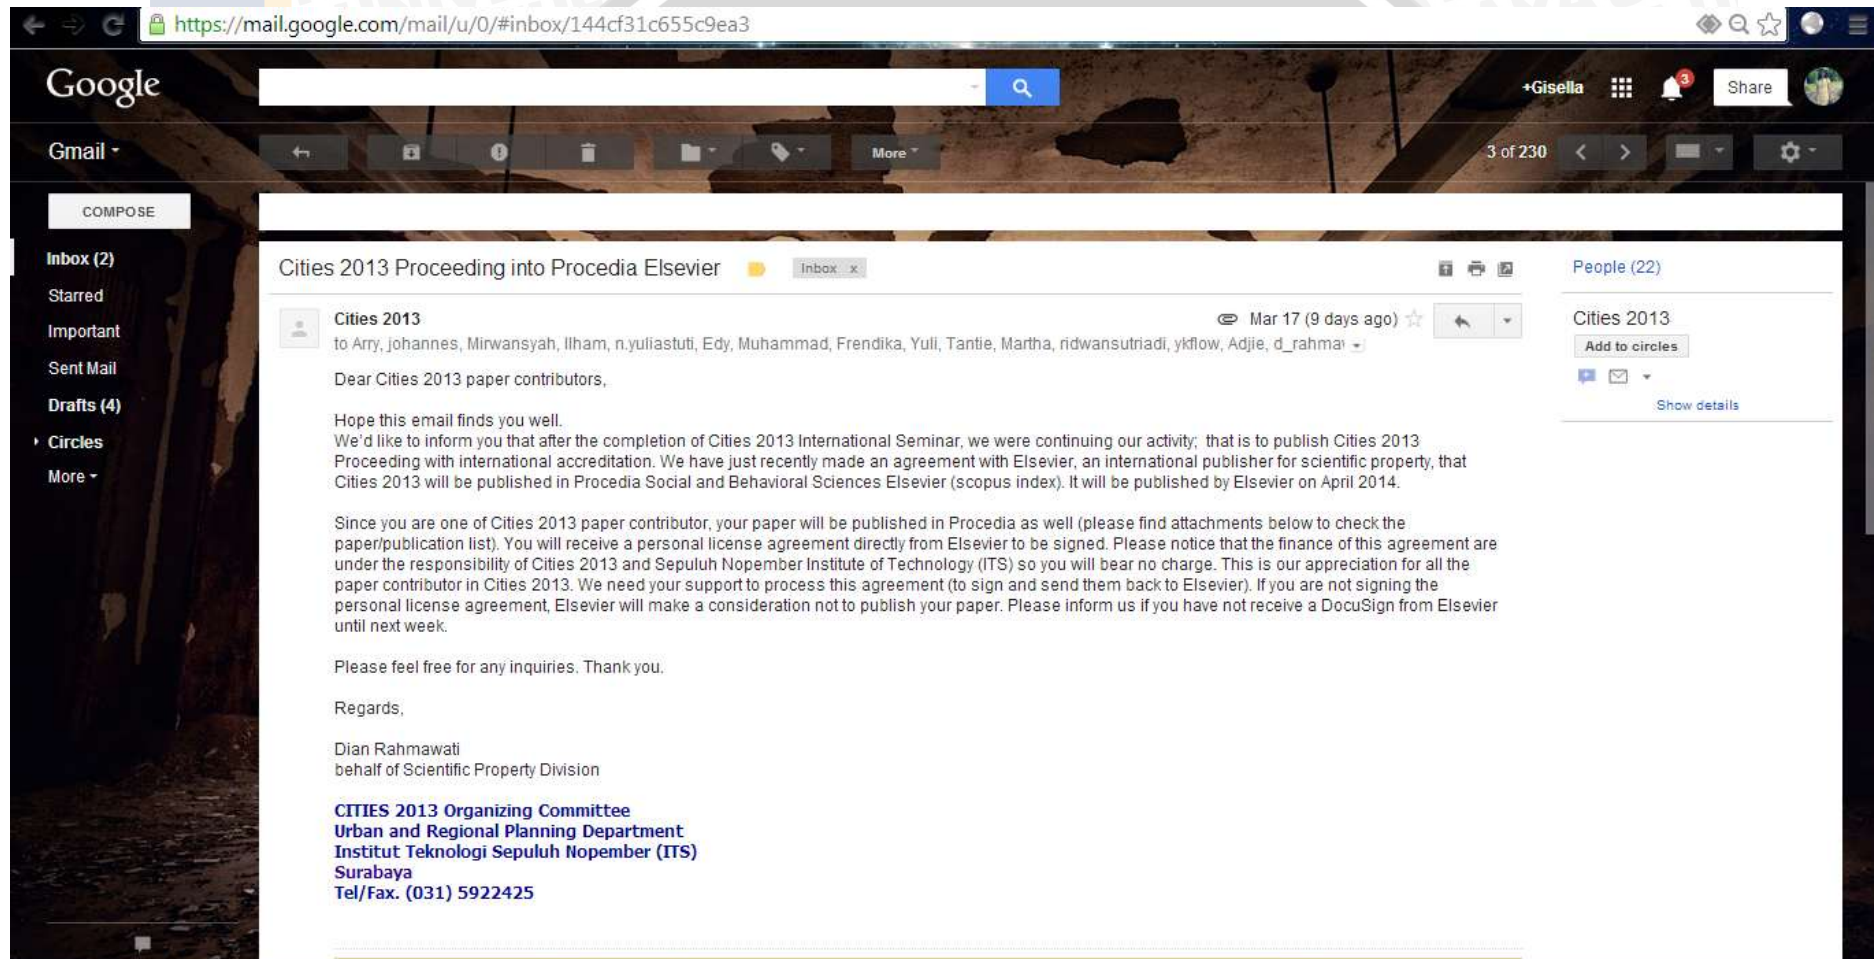 https://mail.google.com/mail/u/0/#inbox/144cf31c655c9ea3
Google
+Gisella
3
Share
Gmail
More
3 of 230
COMPOSE
Inbox (2)
Starred
Important
Sent Mail
Drafts (4)
Circles
More
Cities 2013 Proceeding into Procedia Elsevier
Inbox x
People (22)
Cities 2013
Mar 17 (9 days ago)
to Arry, johannes, Mirwansyah, Ilham, n.yuliastuti, Edy, Muhammad, Frendika, Yuli, Tantie, Martha, ridwansutriadi, ykflow, Adjie,
Cities 2013
Add to circles
Show details
Dear Cities 2013 paper contributors,
Hope this email finds you well.
We'd like to inform you that after the completion of Cities 2013 International Seminar, we were continuing our activity; that is to publish Cities 2013
Proceeding with international accreditation. We have just recently made an agreement with Elsevier, an international publisher for scientific property, that
Cities 2013 will be published in Procedia Social and Behavioral Sciences Elsevier (scopus index). It will be published by Elsevier on April 2014.
Since you are one of Cities 2013 paper contributor, your paper will be published in Procedia as well (please find attachments below to check the
paper/publication list). You will receive a personal license agreement directly from Elsevier to be signed. Please notice that the finance of this agreement are
under the responsibility of Cities 2013 and Sepuluh Nopember Institute of Technology (ITS) so you will bear no charge. This is our appreciation for all the
paper contributor in Cities 2013. We need your support to process this agreement (to sign and send them back to Elsevier). If you are not signing the
personal license agreement, Elsevier will make a consideration not to publish your paper. Please inform us if you have not receive a DocuSign from Elsevier
until next week.
Please feel free for any inquiries. Thank you.
Regards,
Dian Rahmawati
behalf of Scientific Property Division
CITIES 2013 Organizing Committee
Urban and Regional Planning Department
Institut Teknologi Sepuluh Nopember (ITS)
Surabaya
Tel/Fax. (031) 5922425